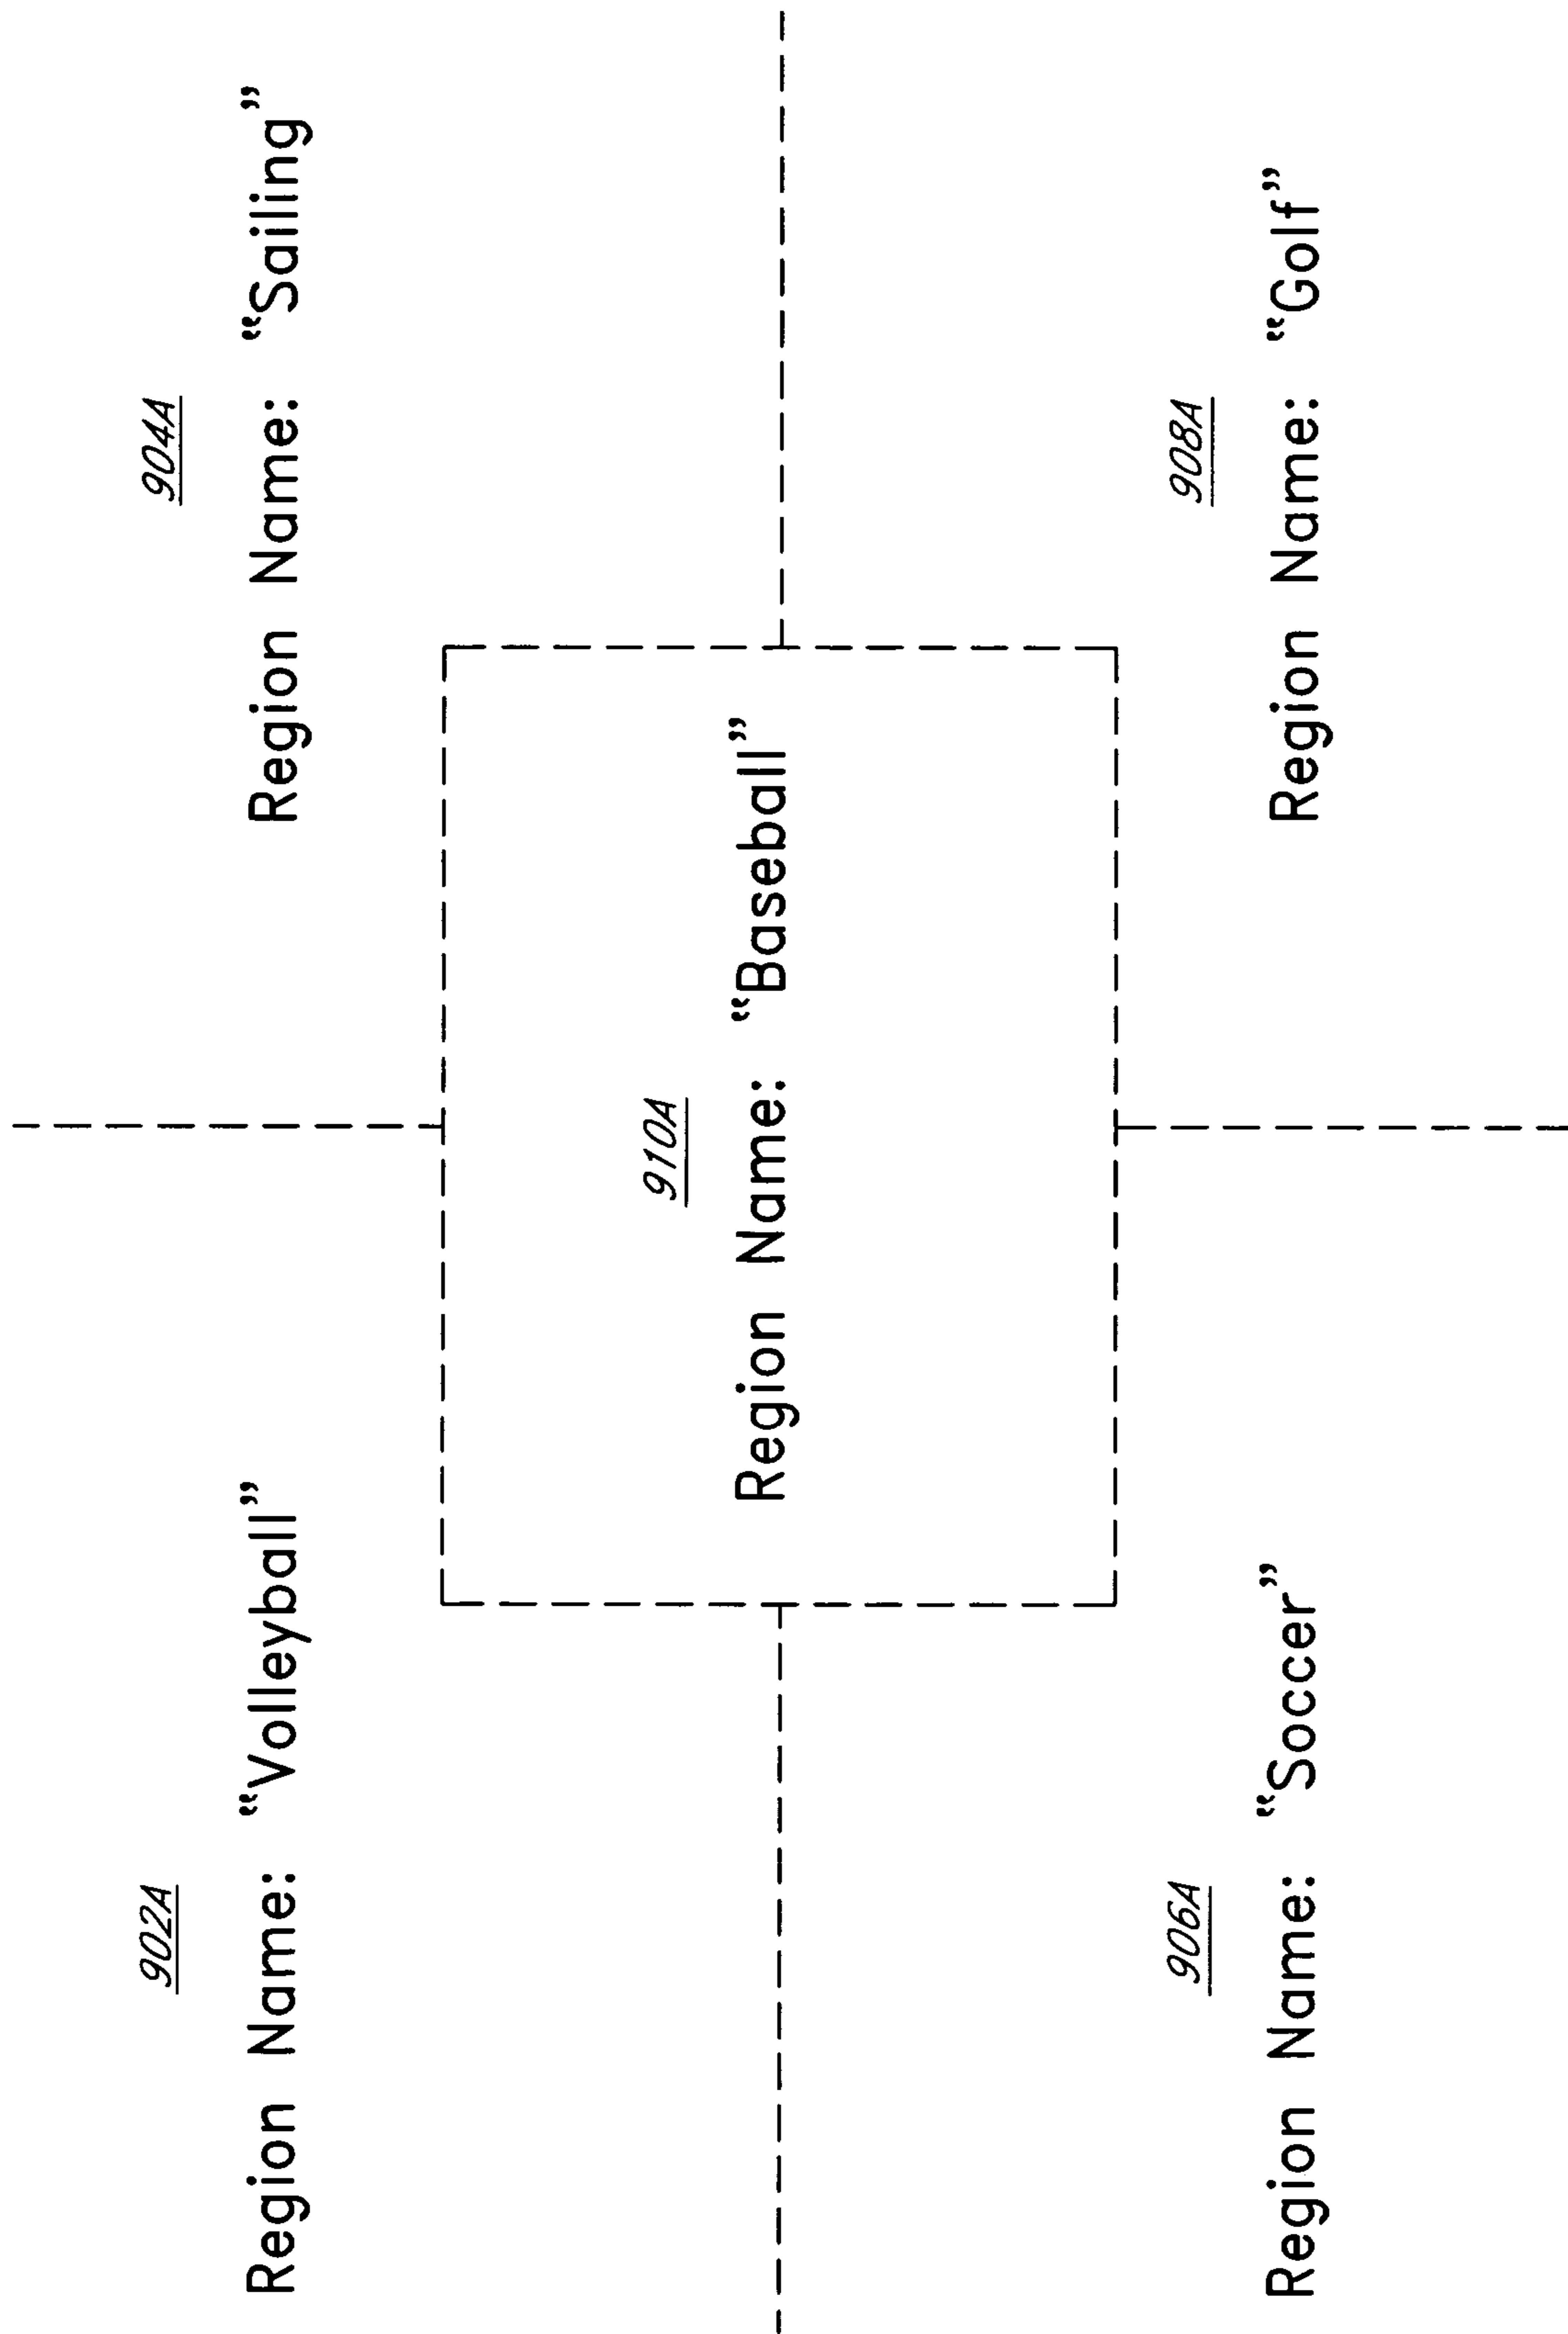 902A
Region Name: “Volleyball”
904A
Region Name: “Sailing”
910A
Region Name: “Baseball”
906A
Region Name: “Soccer”
908A
Region Name: “Golf”